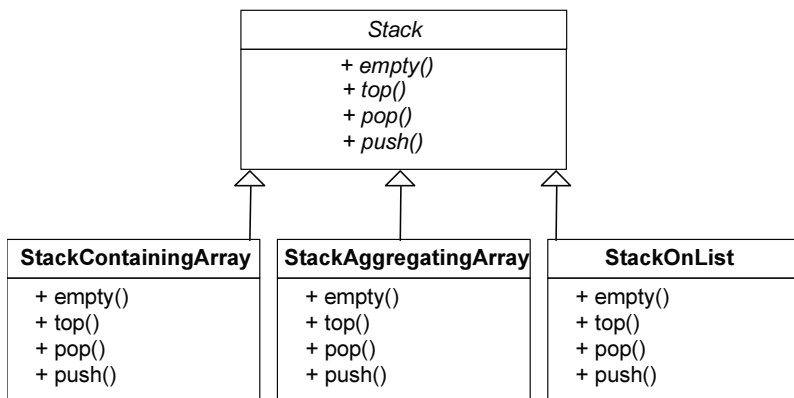 Stack
+ empty()
+ top()
+ pop()
+ push()
StackContainingArray
+ empty()
+ top()
+ pop()
+ push()
StackAggregatingArray
+ empty()
+ top()
+ pop()
+ push()
StackOnList
+ empty()
+ top()
+ pop()
+ push()